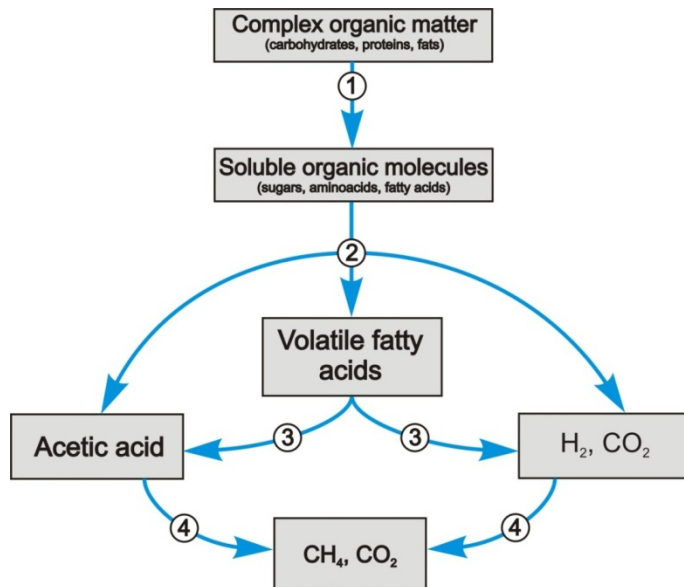 Complex organic matter
(carbohydrates, proteins, fats)
1
Soluble organic molecules
(sugars, aminoacids, fatty acids)
2
Volatile fatty
acids
Acetic acid
3
3
H₂, CO₂
4
CH₄, CO₂
4